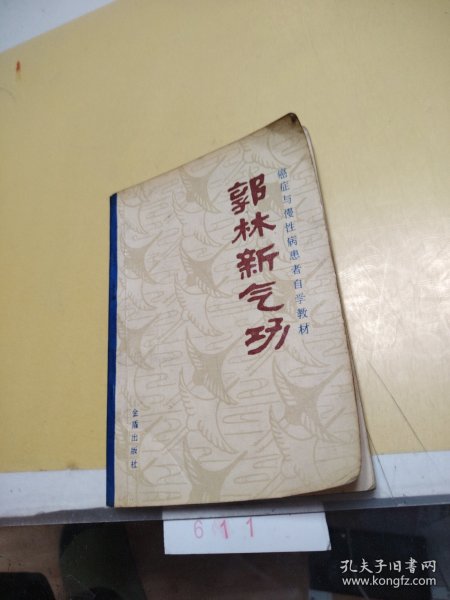 郭林新气功
癌症与慢性病患者自学教材
金盾出版社
611
孔夫子旧书网
www.kongfz.com